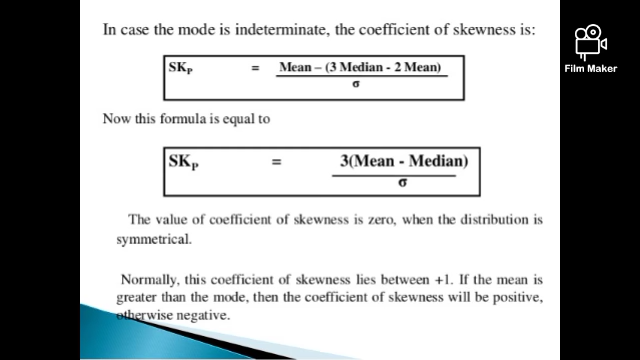 In case the mode is indeterminate, the coefficient of skewness is:
SKP = Mean – (3 Median - 2 Mean)
σ
Now this formula is equal to
SKP = 3(Mean - Median)
σ
The value of coefficient of skewness is zero, when the distribution is
symmetrical.
Normally, this coefficient of skewness lies between +1. If the mean is
greater than the mode, then the coefficient of skewness will be positive,
otherwise negative.
Film Maker